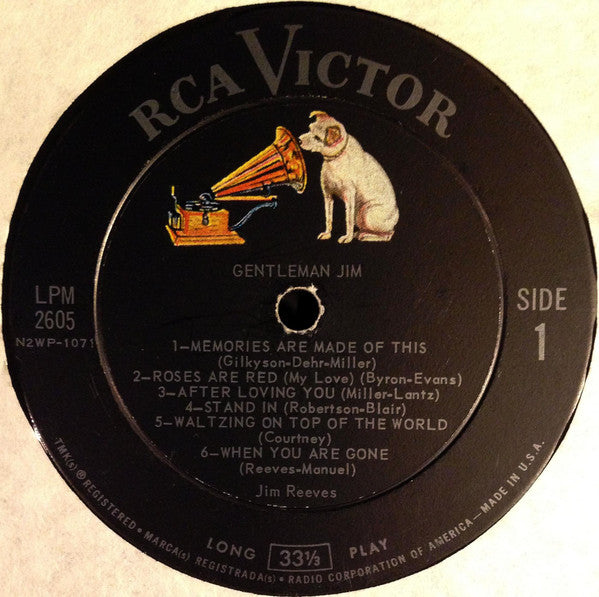 RCA VICTOR
GENTLEMAN JIM
LPM
2605
N2WP-1071
SIDE
1
1—MEMORIES ARE MADE OF THIS
(Gilkyson-Dehr-Miller)
2—ROSES ARE RED (My Love) (Byron-Evans)
3—AFTER LOVING YOU (Miller-Lantz)
4—STAND IN (Robertson-Blair)
5—WALTZING ON TOP OF THE WORLD
(Courtney)
6—WHEN YOU ARE GONE
(Reeves-Manuel)
Jim Reeves
LONG 33⅓ PLAY
TMK(s) ® REGISTERED • MARCA(s) REGISTRADA(s) • RADIO CORPORATION OF AMERICA—MADE IN U.S.A.